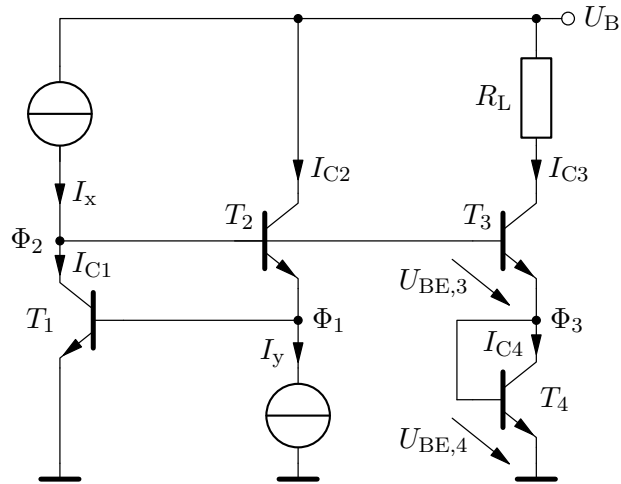 U_B
R_L
I_C2
I_C3
I_x
T_2
T_3
Φ_2
I_C1
U_BE,3
T_1
Φ_1
Φ_3
I_y
I_C4
T_4
U_BE,4